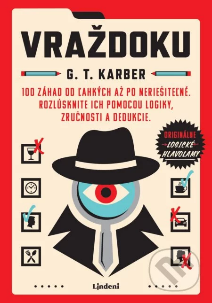 VRAŽDOKU
G. T. KARBER
100 ZÁHAD OD ĽAHKÝCH AŽ PO NERIEŠITEĽNÉ.
ROZLÚSKNITE ICH POMOCOU LOGIKY,
ZRUČNOSTI A DEDUKCIE.
ORIGINÁLNE
LOGICKÉ
HLAVOLAMY
Lindeni
Martinus